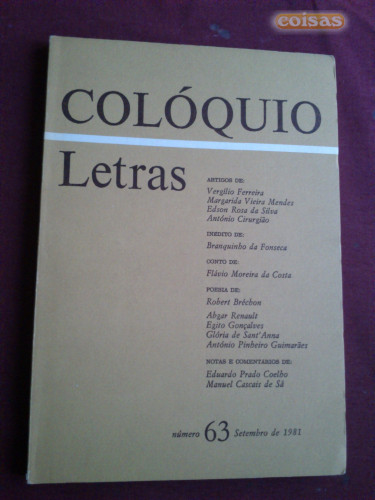 coisas
COLÓQUIO
Letras
ARTIGOS DE:
Vergílio Ferreira
Margarida Vieira Mendes
Edson Rosa da Silva
António Cirurgião
INÉDITO DE:
Branquinho da Fonseca
CONTO DE:
Flávio Moreira da Costa
POESIA DE:
Robert Bréchon
Abgar Renault
Egito Gonçalves
Glória de Sant'Anna
António Pinheiro Guimarães
NOTAS E COMENTÁRIOS DE:
Eduardo Prado Coelho
Manuel Cascais de Sá
número 63 Setembro de 1981